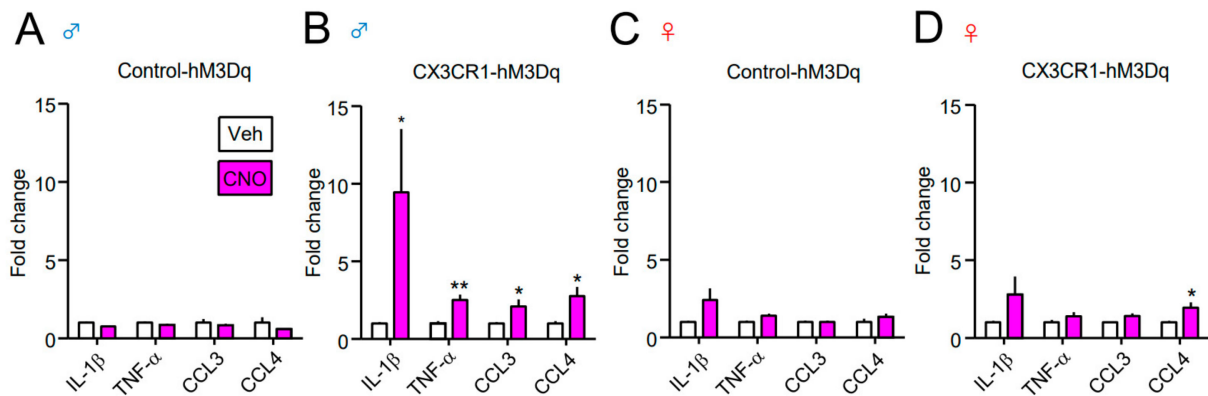 A ♂
Control-hM3Dq
Fold change
15
10
5
0
Veh
CNO
IL-1β
TNF-α
CCL3
CCL4
B ♂
CX3CR1-hM3Dq
Fold change
15
10
5
0
*
**
*
*
IL-1β
TNF-α
CCL3
CCL4
C ♀
Control-hM3Dq
Fold change
15
10
5
0
IL-1β
TNF-α
CCL3
CCL4
D ♀
CX3CR1-hM3Dq
Fold change
15
10
5
0
*
IL-1β
TNF-α
CCL3
CCL4